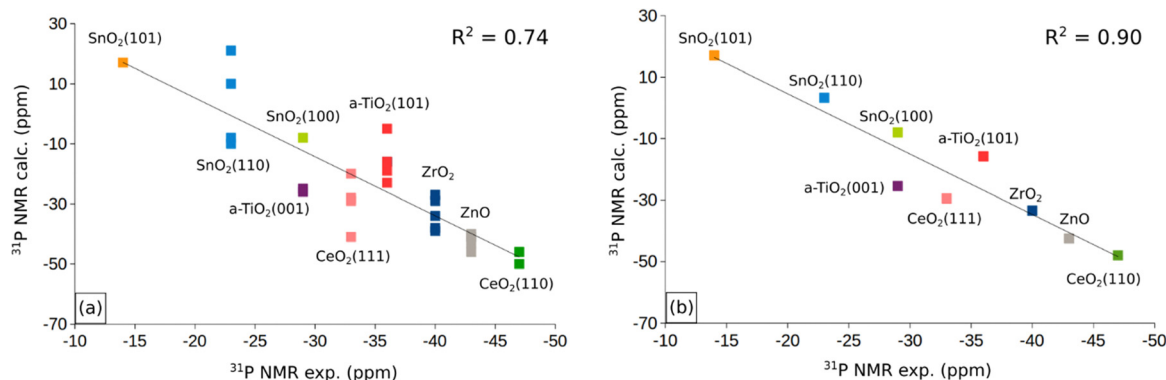 30
10
-10
-30
-50
-70
³¹P NMR calc. (ppm)
R² = 0.74
SnO₂(101)
SnO₂(110)
SnO₂(100)
a-TiO₂(101)
a-TiO₂(001)
CeO₂(111)
ZrO₂
ZnO
CeO₂(110)
(a)
-10 -15 -20 -25 -30 -35 -40 -45 -50
³¹P NMR exp. (ppm)
30
10
-10
-30
-50
-70
³¹P NMR calc. (ppm)
R² = 0.90
SnO₂(101)
SnO₂(110)
SnO₂(100)
a-TiO₂(101)
a-TiO₂(001)
CeO₂(111)
ZrO₂
ZnO
CeO₂(110)
(b)
-10 -15 -20 -25 -30 -35 -40 -45 -50
³¹P NMR exp. (ppm)